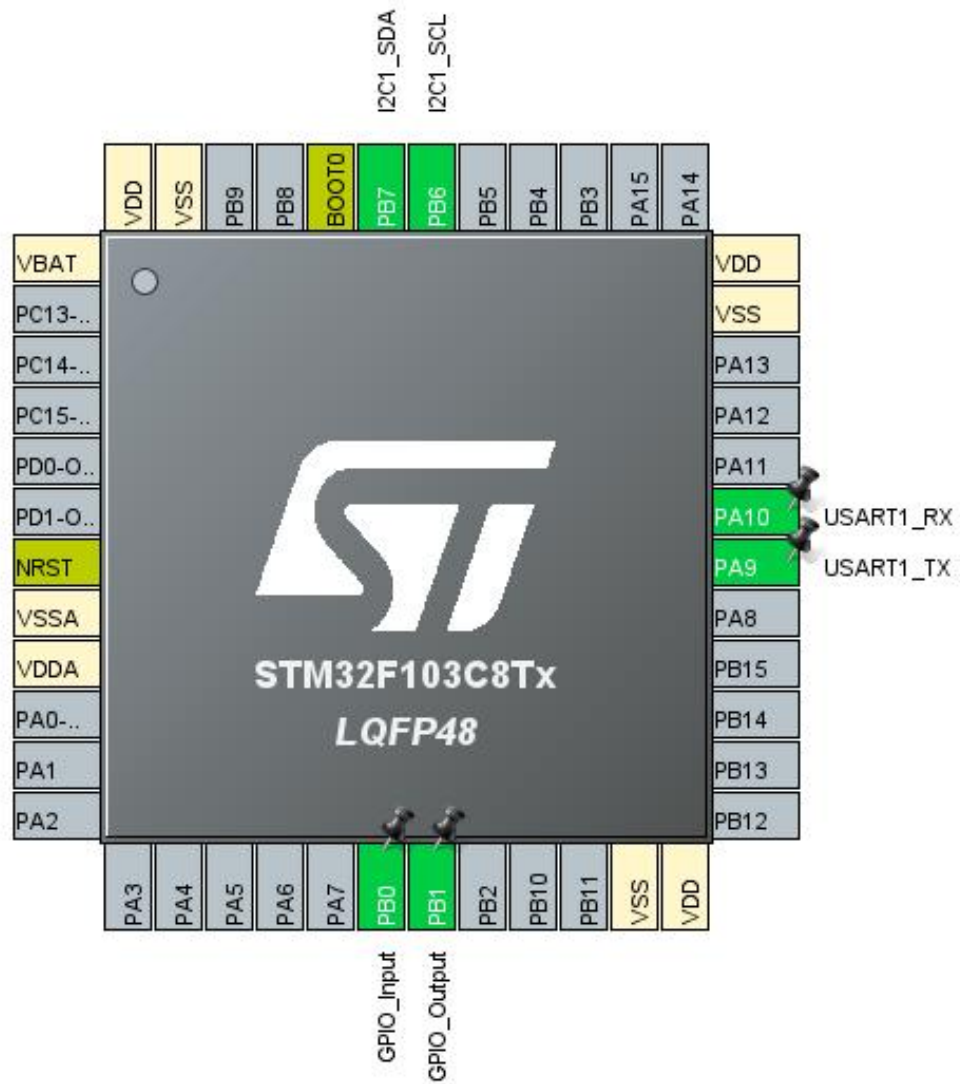 I2C1_SDA
I2C1_SCL
VDD
VSS
PB9
PB8
BOOT0
PB7
PB6
PB5
PB4
PB3
PA15
PA14
VBAT
PC13-..
PC14-..
PC15-..
PD0-O..
PD1-O..
NRST
VSSA
VDDA
PA0-..
PA1
PA2
VDD
VSS
PA13
PA12
PA11
PA10 USART1_RX
PA9 USART1_TX
PA8
PB15
PB14
PB13
PB12
ST
STM32F103C8Tx
LQFP48
PA3
PA4
PA5
PA6
PA7
PB0
PB1
PB2
PB10
PB11
VSS
VDD
GPIO_Input
GPIO_Output